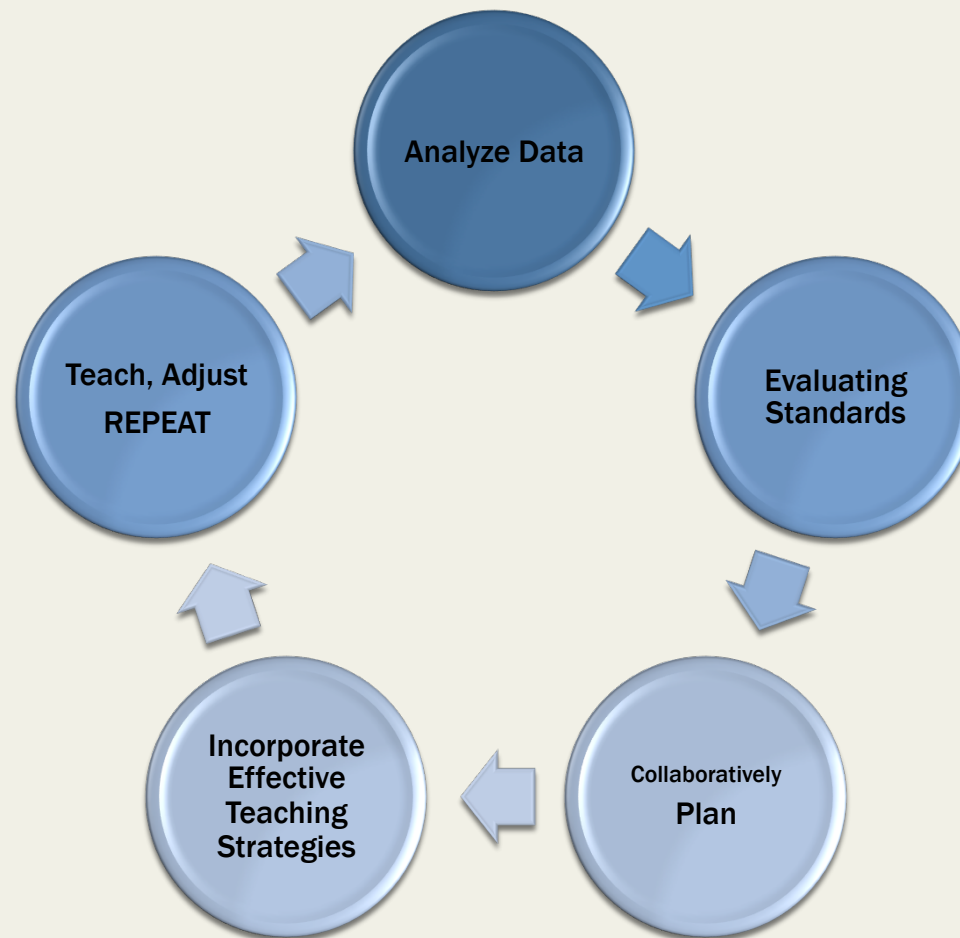 Analyze Data
Evaluating
Standards
Collaboratively
Plan
Incorporate
Effective
Teaching
Strategies
Teach, Adjust
REPEAT